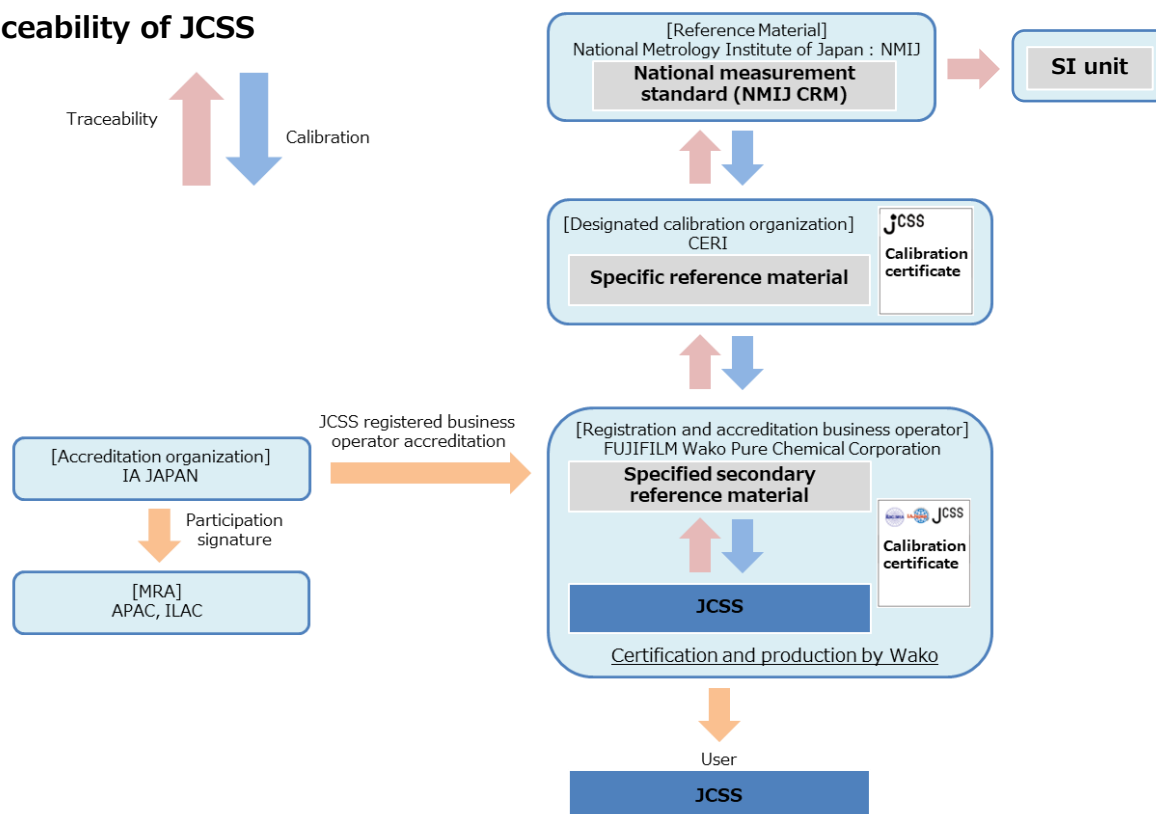 ceability of JCSS
Traceability
Calibration
[Reference Material]
National Metrology Institute of Japan : NMIJ
National measurement
standard (NMIJ CRM)
SI unit
[Designated calibration organization]
CERI
Specific reference material
JCSS
Calibration
certificate
JCSS registered business
operator accreditation
[Accreditation organization]
IA JAPAN
Participation
signature
[MRA]
APAC, ILAC
[Registration and accreditation business operator]
FUJIFILM Wako Pure Chemical Corporation
Specified secondary
reference material
JCSS
Calibration
certificate
JCSS
Certification and production by Wako
User
JCSS